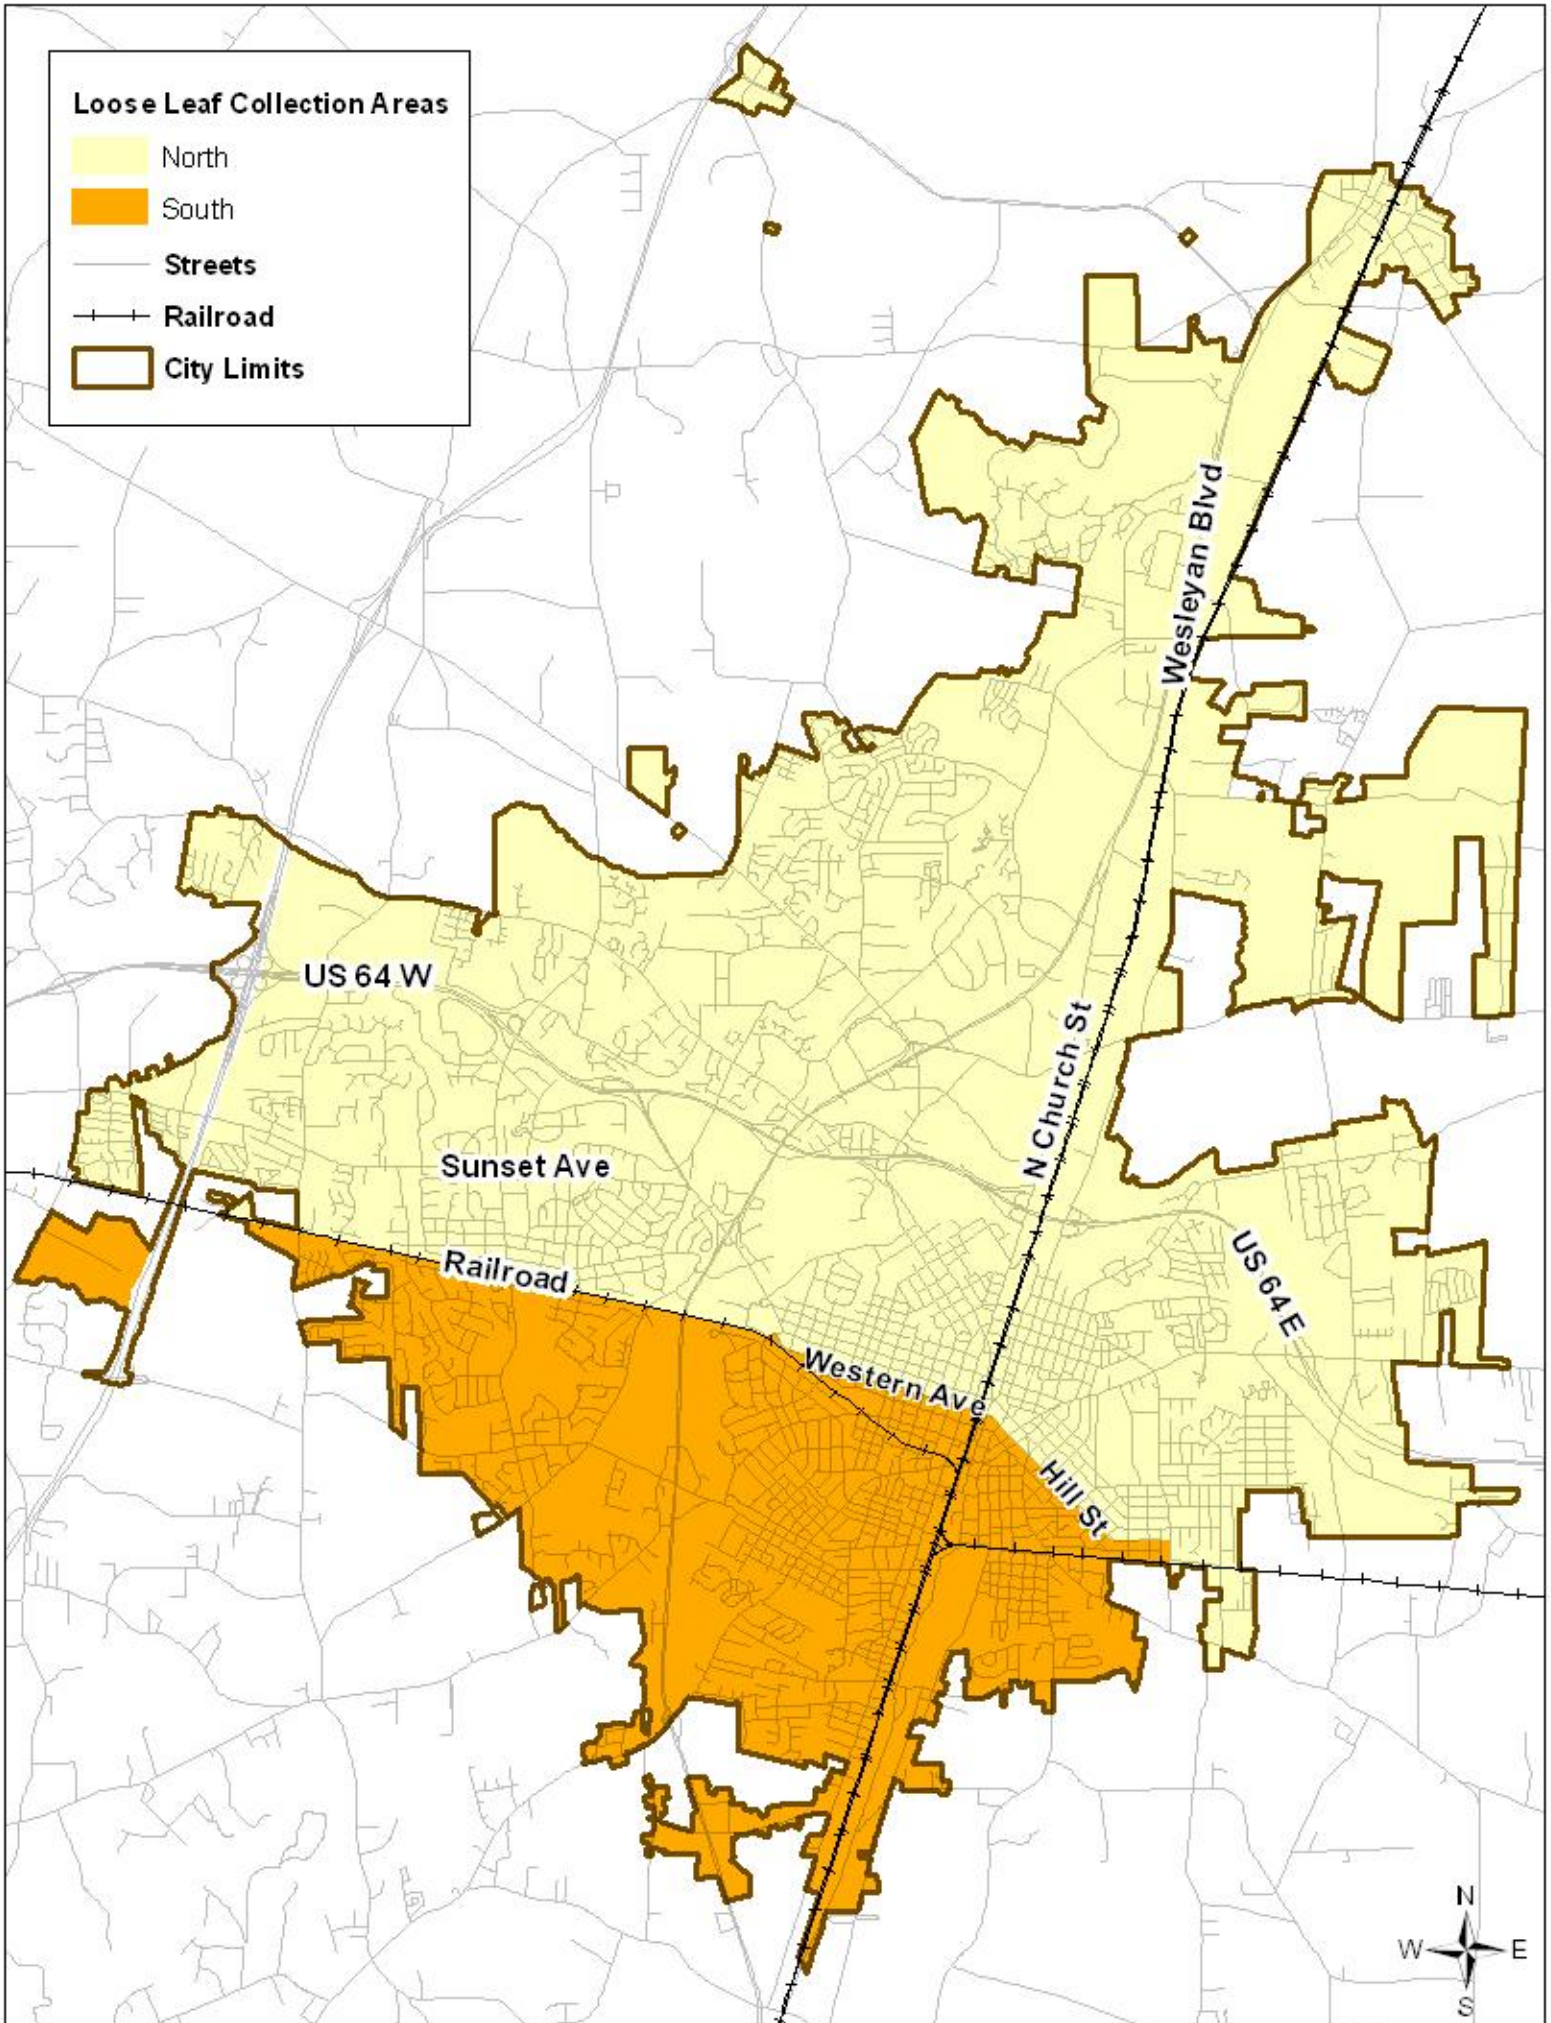 Loose Leaf Collection Areas
North
South
Streets
Railroad
City Limits
Wesleyan Blvd
US 64 W
N Church St
Sunset Ave
US 64 E
Railroad
Western Ave
Hill St
N
W E
S